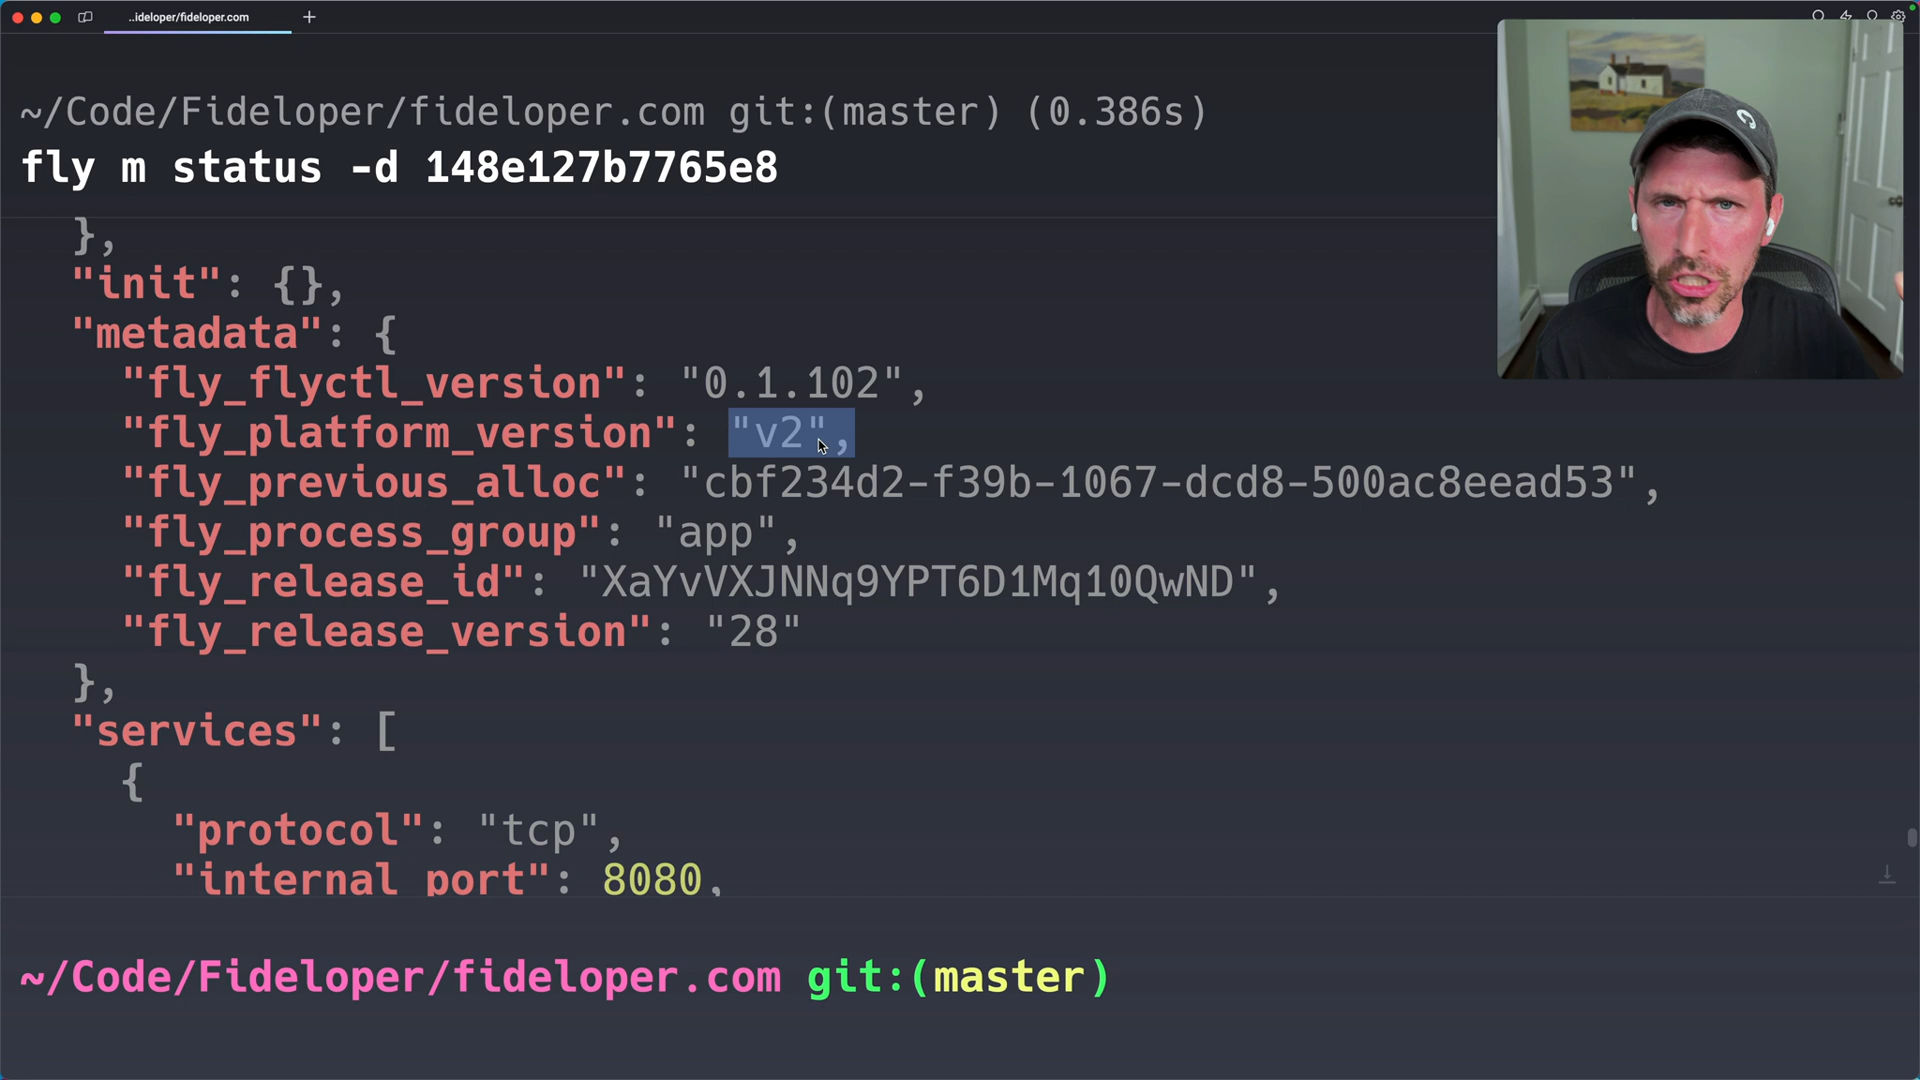 ..ideloper/fideloper.com
~/Code/Fideloper/fideloper.com git:(master) (0.386s)
fly m status -d 148e127b7765e8
},
"init": {},
"metadata": {
"fly_flyctl_version": "0.1.102",
"fly_platform_version": "v2",
"fly_previous_alloc": "cbf234d2-f39b-1067-dcd8-500ac8eead53",
"fly_process_group": "app",
"fly_release_id": "XaYvVXJNNq9YPT6D1Mq10QwND",
"fly_release_version": "28"
},
"services": [
{
"protocol": "tcp",
"internal_port": 8080,
~/Code/Fideloper/fideloper.com git:(master)